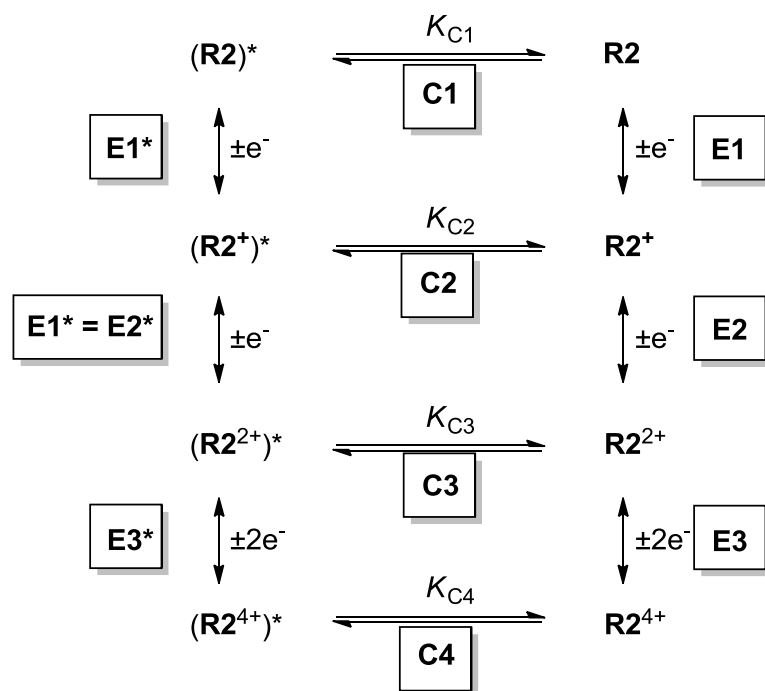 K_C1
(R2)* R2
C1
E1* ±e⁻ ±e⁻ E1
K_C2
(R2⁺)* R2⁺
C2
E1* = E2* ±e⁻ ±e⁻ E2
K_C3
(R2²⁺)* R2²⁺
C3
E3* ±2e⁻ ±2e⁻ E3
K_C4
(R2⁴⁺)* R2⁴⁺
C4